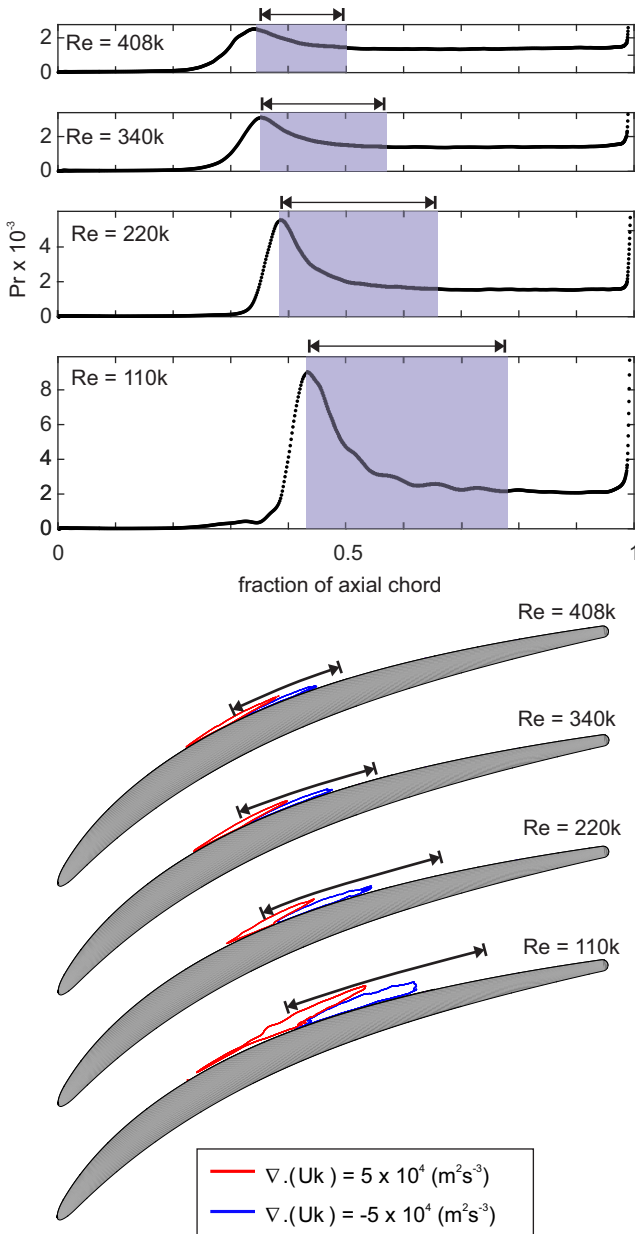 2
0
Re = 408k
2
0
Re = 340k
4
2
0
Re = 220k
Pr x 10⁻³
8
6
4
2
0
Re = 110k
0
0.5
1
fraction of axial chord
Re = 408k
Re = 340k
Re = 220k
Re = 110k
∇.(Uk) = 5 x 10⁴ (m²s⁻³)
∇.(Uk) = -5 x 10⁴ (m²s⁻³)